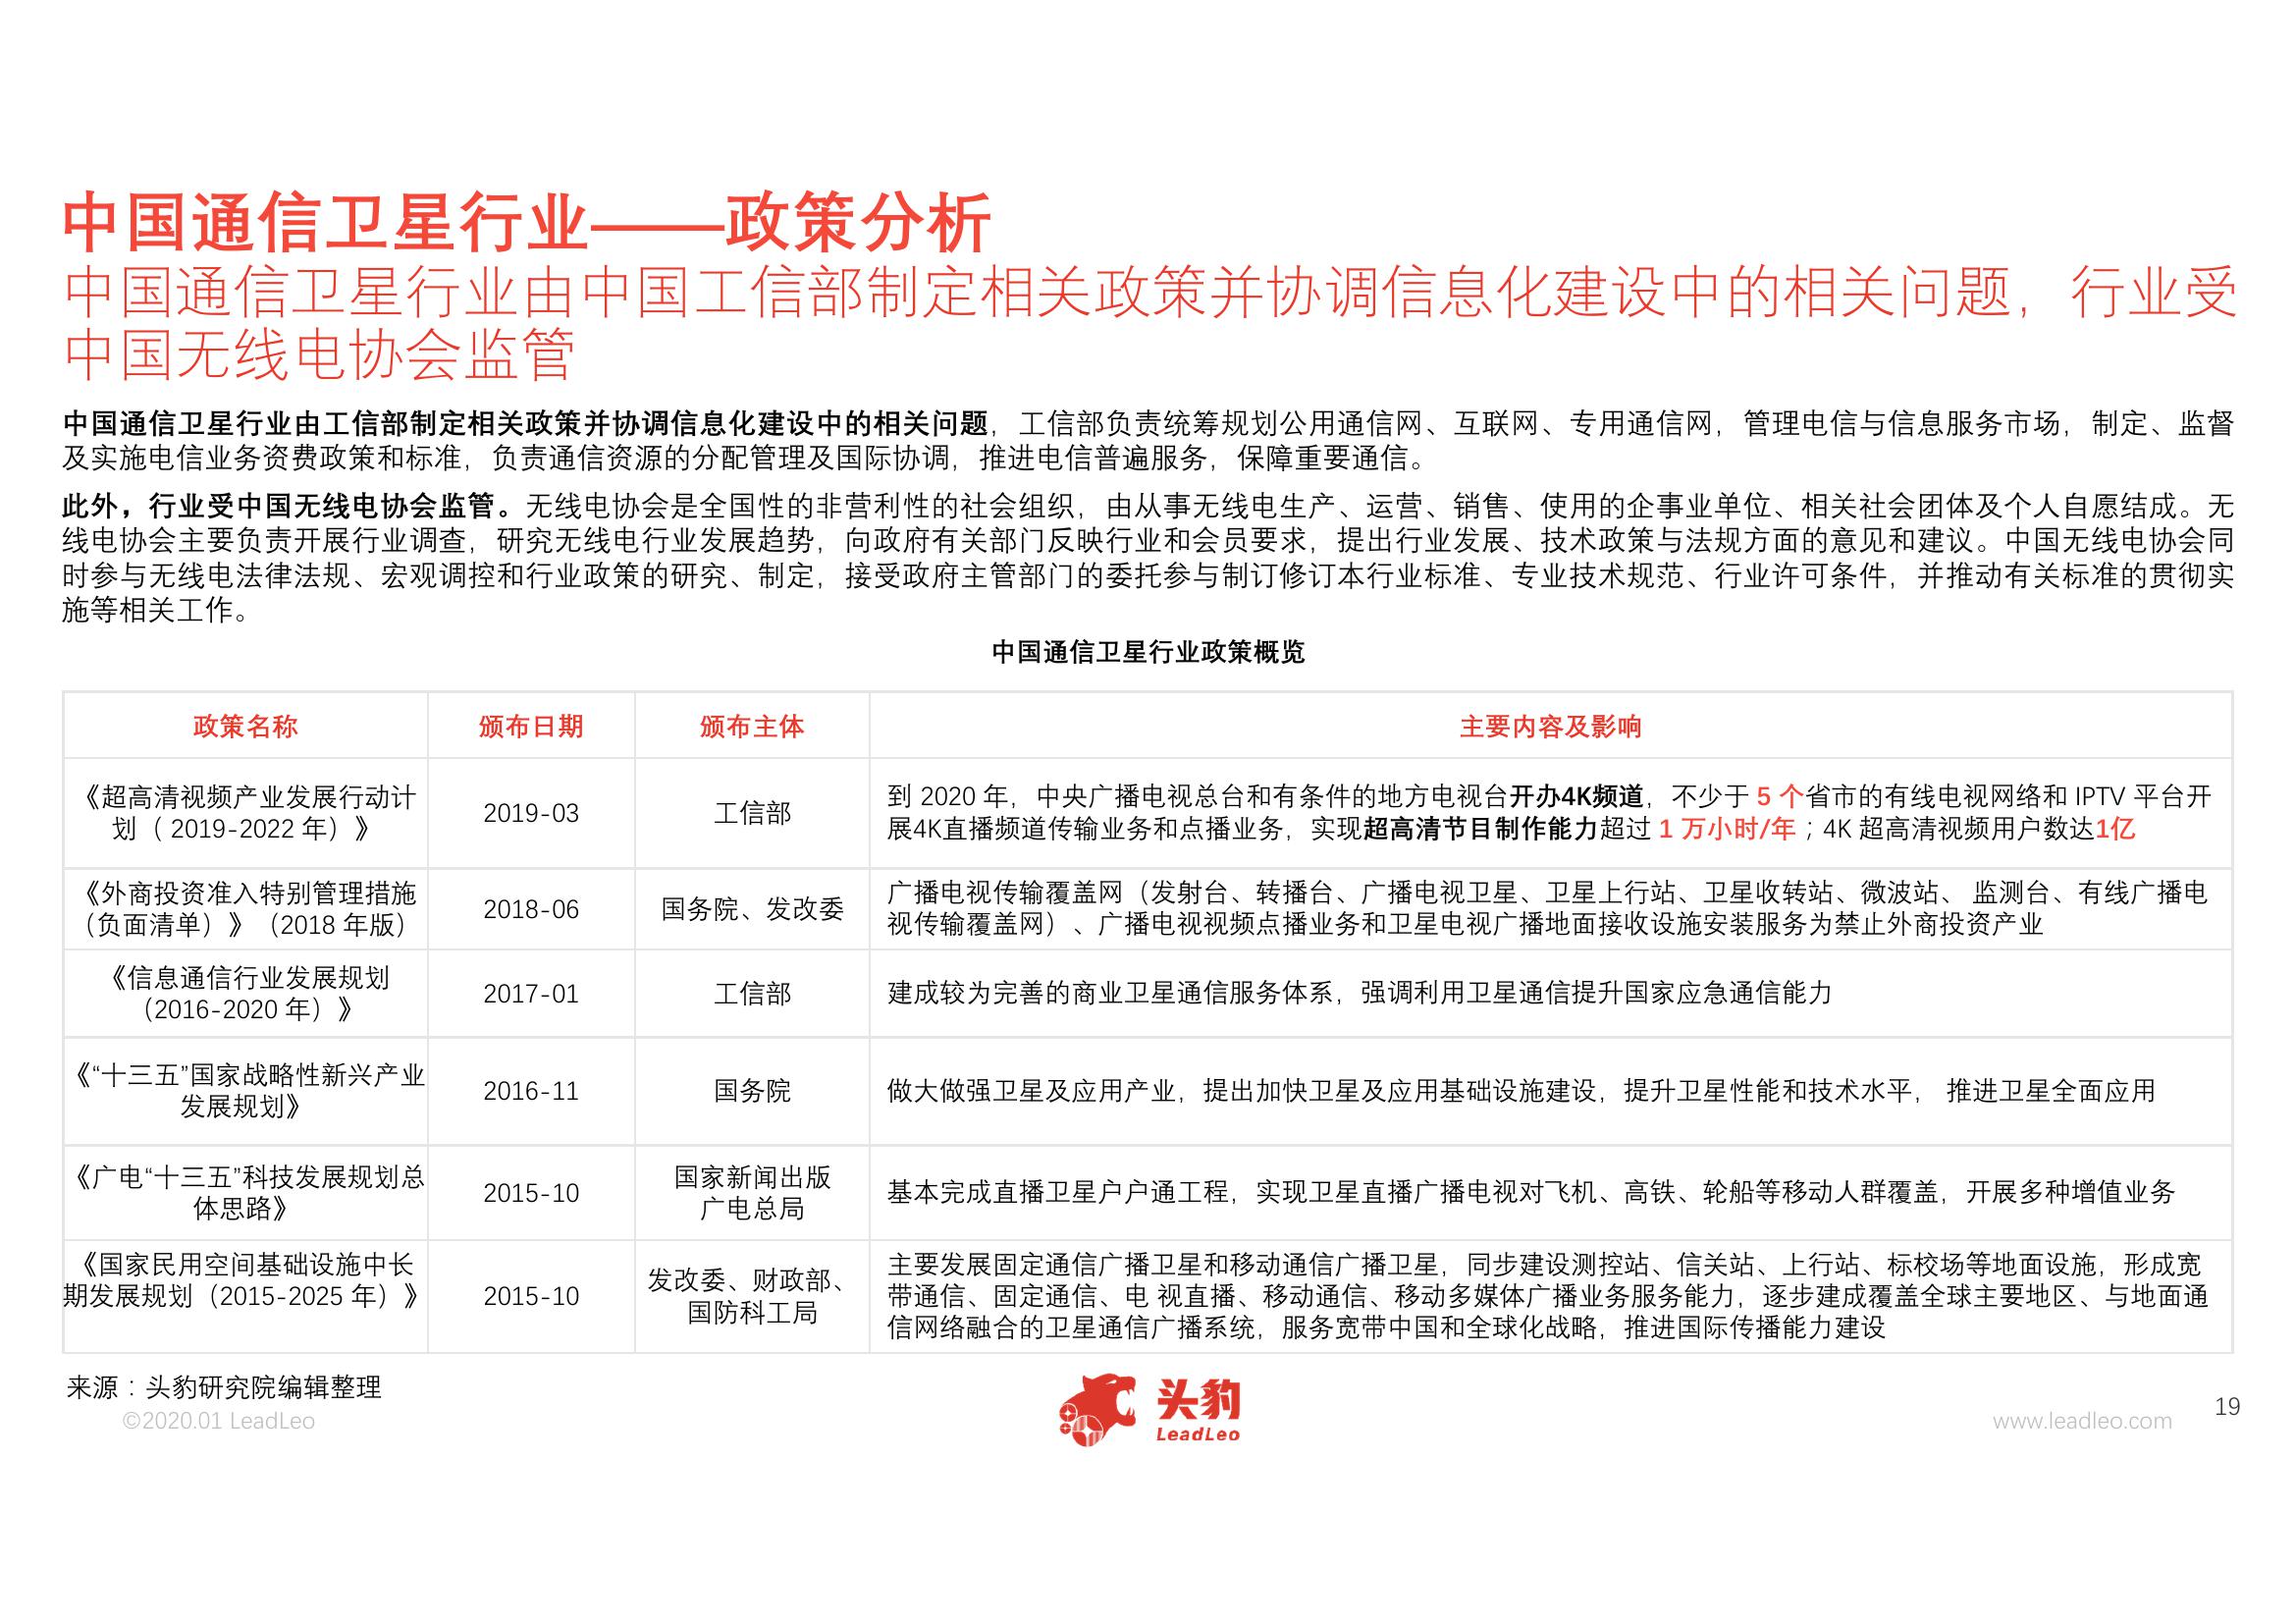 中国通信卫星行业——政策分析
中国通信卫星行业由中国工信部制定相关政策并协调信息化建设中的相关问题，行业受
中国无线电协会监管
中国通信卫星行业由工信部制定相关政策并协调信息化建设中的相关问题，工信部负责统筹规划公用通信网、互联网、专用通信网，管理电信与信息服务市场，制定、监督
及实施电信业务资费政策和标准，负责通信资源的分配管理及国际协调，推进电信普遍服务，保障重要通信。
此外，行业受中国无线电协会监管。无线电协会是全国性的非营利性的社会组织，由从事无线电生产、运营、销售、使用的企事业单位、相关社会团体及个人自愿结成。无
线电协会主要负责开展行业调查，研究无线电行业发展趋势，向政府有关部门反映行业和会员要求，提出行业发展、技术政策与法规方面的意见和建议。中国无线电协会同
时参与无线电法律法规、宏观调控和行业政策的研究、制定，接受政府主管部门的委托参与制订修订本行业标准、专业技术规范、行业许可条件，并推动有关标准的贯彻实
施等相关工作。
中国通信卫星行业政策概览
政策名称 颁布日期 颁布主体 主要内容及影响
《超高清视频产业发展行动计
划（ 2019-2022 年）》
2019-03
工信部
到 2020 年，中央广播电视总台和有条件的地方电视台开办4K频道，不少于 5 个省市的有线电视网络和 IPTV 平台开
展4K直播频道传输业务和点播业务，实现超高清节目制作能力超过 1 万小时/年；4K 超高清视频用户数达1亿
《外商投资准入特别管理措施
（负面清单）》（2018 年版）
2018-06
国务院、发改委
广播电视传输覆盖网（发射台、转播台、广播电视卫星、卫星上行站、卫星收转站、微波站、 监测台、有线广播电
视传输覆盖网）、广播电视视频点播业务和卫星电视广播地面接收设施安装服务为禁止外商投资产业
《信息通信行业发展规划
（2016-2020 年）》
2017-01
工信部
建成较为完善的商业卫星通信服务体系，强调利用卫星通信提升国家应急通信能力
《“十三五”国家战略性新兴产业
发展规划》
2016-11
国务院
做大做强卫星及应用产业，提出加快卫星及应用基础设施建设，提升卫星性能和技术水平， 推进卫星全面应用
《广电“十三五”科技发展规划总
体思路》
2015-10
国家新闻出版
广电总局
基本完成直播卫星户户通工程，实现卫星直播广播电视对飞机、高铁、轮船等移动人群覆盖，开展多种增值业务
《国家民用空间基础设施中长
期发展规划（2015-2025 年）》
2015-10
发改委、财政部、
国防科工局
主要发展固定通信广播卫星和移动通信广播卫星，同步建设测控站、信关站、上行站、标校场等地面设施，形成宽
带通信、固定通信、电 视直播、移动通信、移动多媒体广播业务服务能力，逐步建成覆盖全球主要地区、与地面通
信网络融合的卫星通信广播系统，服务宽带中国和全球化战略，推进国际传播能力建设
来源：头豹研究院编辑整理
©2020.01 LeadLeo
头豹
LeadLeo
www.leadleo.com
19